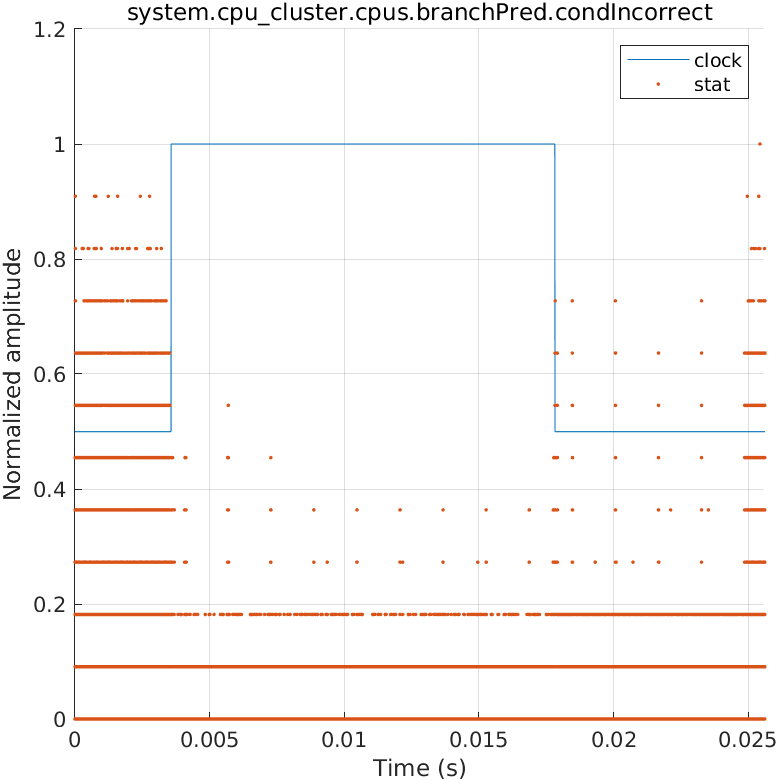 system.cpu_cluster.cpus.branchPred.condIncorrect
clock
stat
Normalized amplitude
1.2
1
0.8
0.6
0.4
0.2
0
0 0.005 0.01 0.015 0.02 0.025
Time (s)